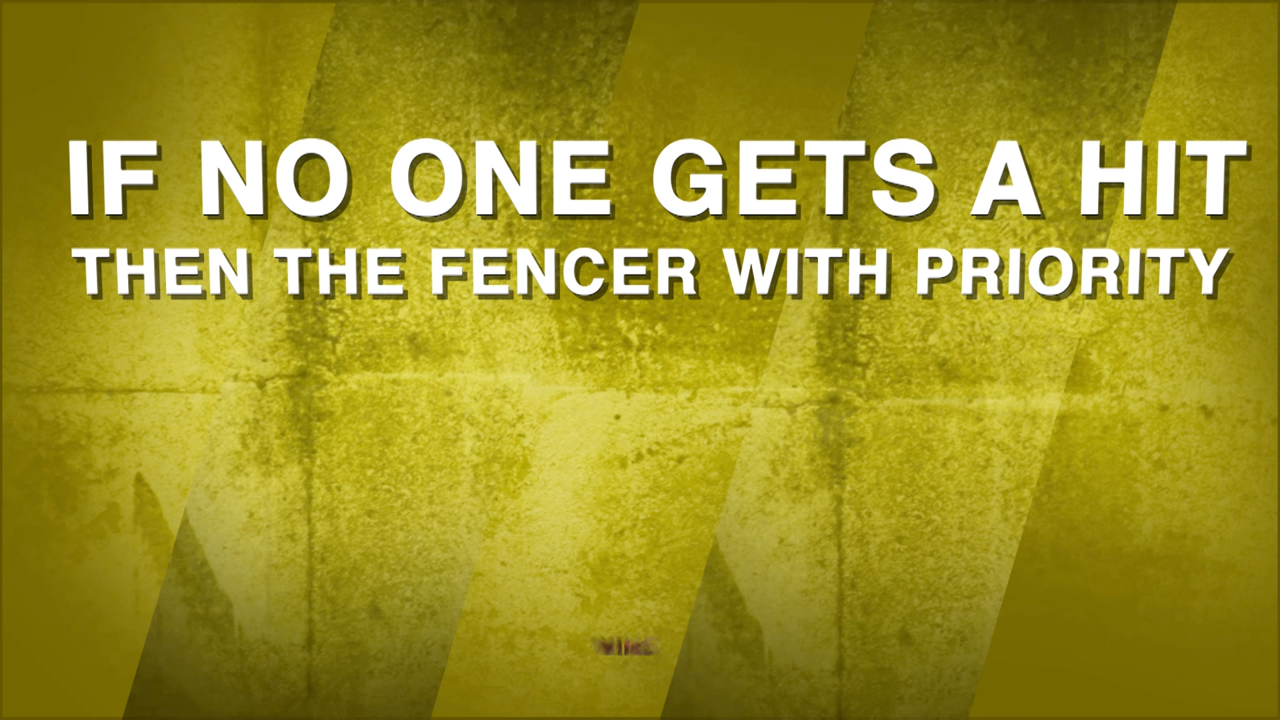 IF NO ONE GETS A HIT
THEN THE FENCER WITH PRIORITY